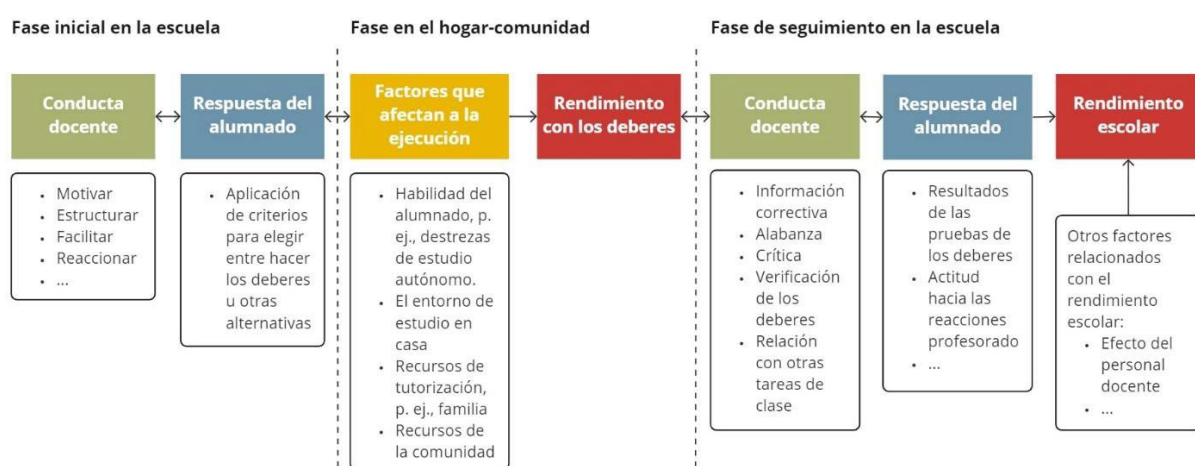 Fase inicial en la escuela
Fase en el hogar-comunidad
Fase de seguimiento en la escuela
Conducta
docente
Respuesta del
alumnado
Factores que
afectan a la
ejecución
Rendimiento
con los deberes
Conducta
docente
Respuesta del
alumnado
Rendimiento
escolar
• Motivar
• Estructurar
• Facilitar
• Reaccionar
• ...
• Aplicación
de criterios
para elegir
entre hacer
los deberes
u otras
alternativas
• Habilidad del
alumnado, p.
ej., destrezas
de estudio
autónomo.
• El entorno de
estudio en
casa
• Recursos de
tutorización,
p. ej., familia
• Recursos de
la comunidad
• Información
correctiva
• Alabanza
• Crítica
• Verificación
de los
deberes
• Relación
con otras
tareas de
clase
• Resultados
de las
pruebas de
los deberes
• Actitud
hacia las
reacciones
profesorado
• ...
Otros factores
relacionados
con el
rendimiento
escolar:
• Efecto del
personal
docente
• ...